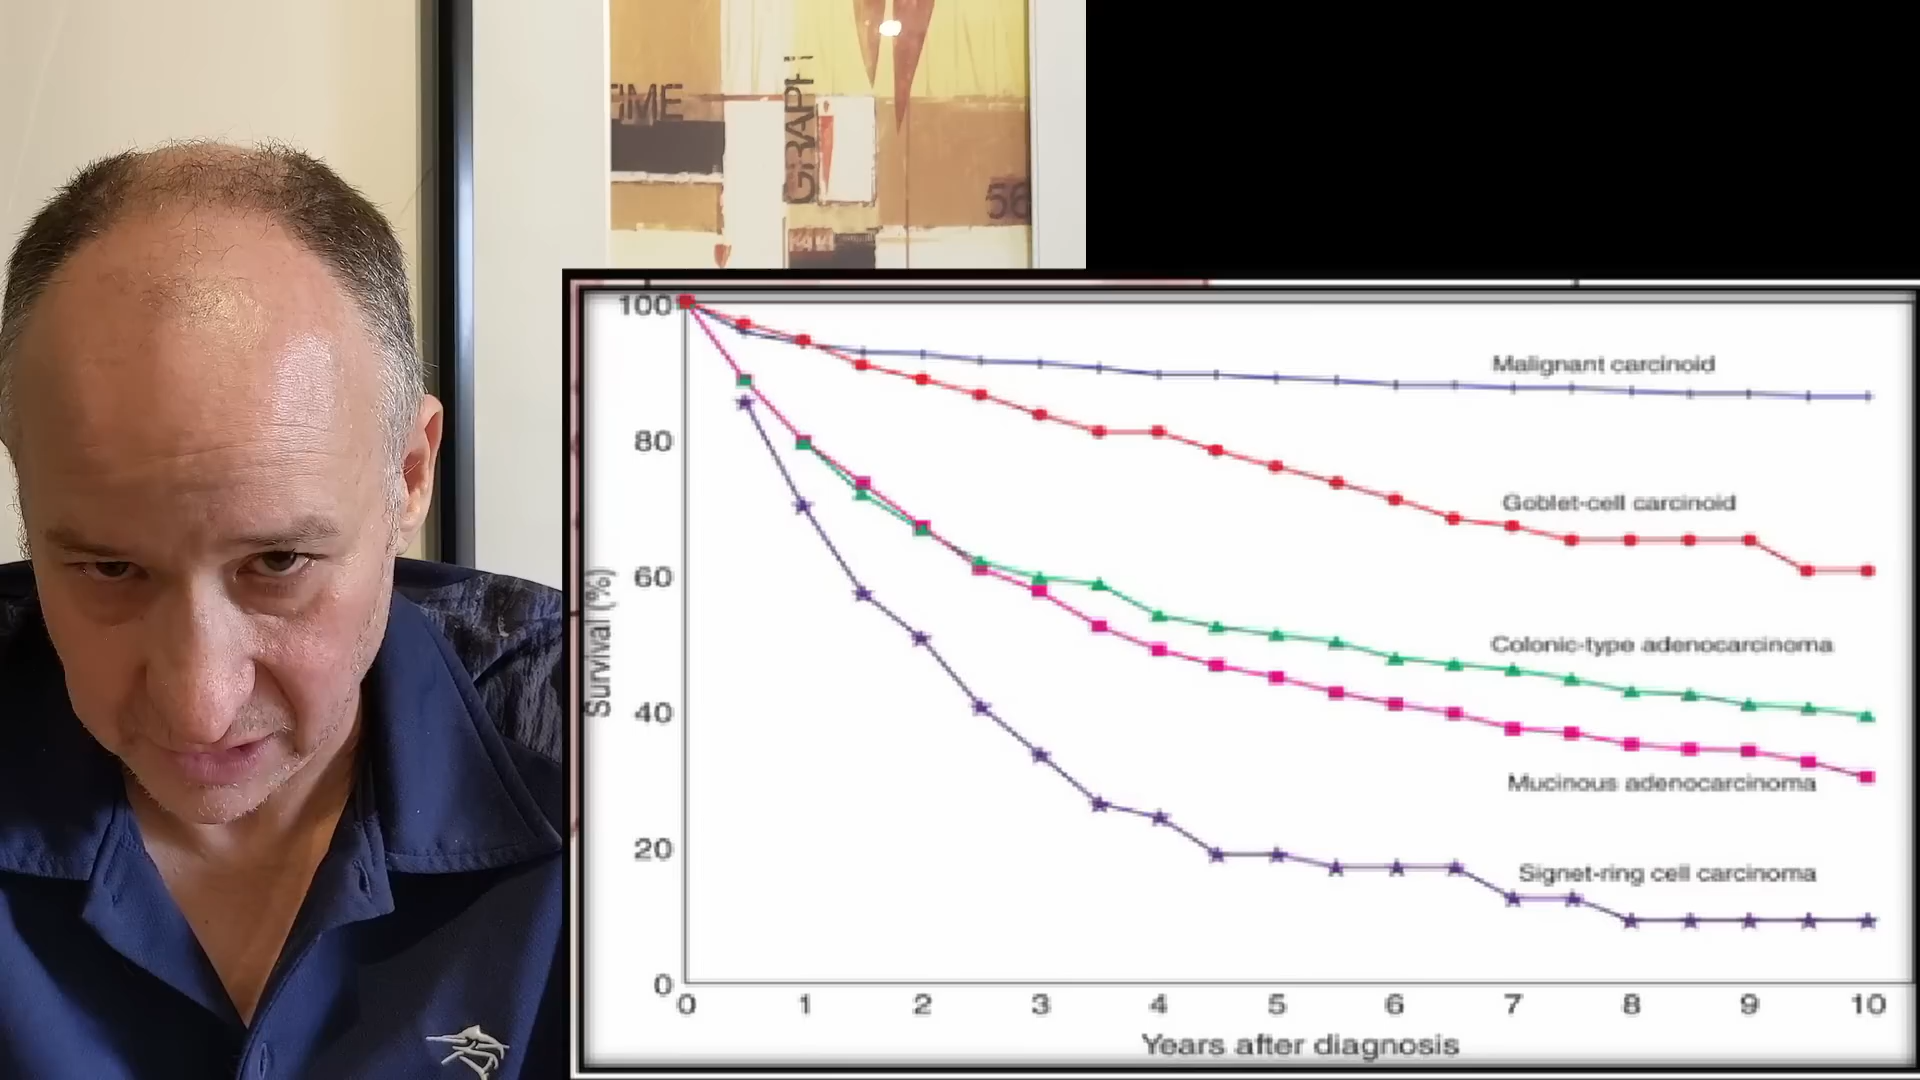 IME
GRAPH
56
100
Malignant carcinoid
80
Goblet-cell carcinoid
60
Survival (%)
Colonic-type adenocarcinoma
40
Mucinous adenocarcinoma
20
Signet-ring cell carcinoma
0
0 1 2 3 4 5 6 7 8 9 10
Years after diagnosis